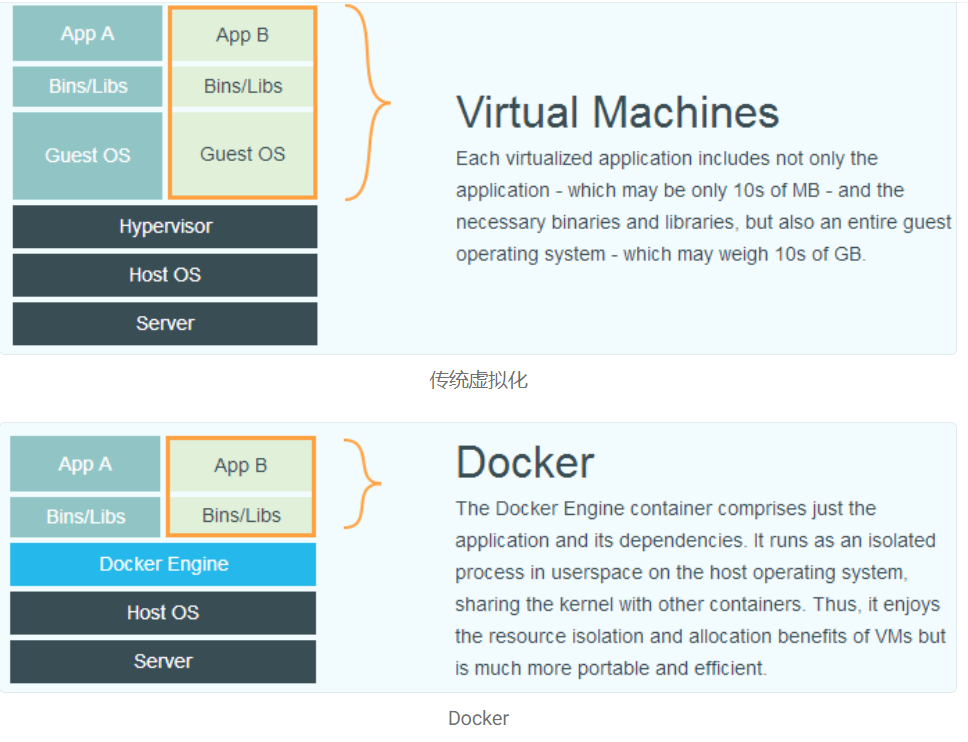 App A
App B
Bins/Libs
Bins/Libs
Guest OS
Guest OS
Hypervisor
Host OS
Server
Virtual Machines
Each virtualized application includes not only the
application - which may be only 10s of MB - and the
necessary binaries and libraries, but also an entire guest
operating system - which may weigh 10s of GB.
传统虚拟化
App A
App B
Bins/Libs
Bins/Libs
Docker Engine
Host OS
Server
Docker
The Docker Engine container comprises just the
application and its dependencies. It runs as an isolated
process in userspace on the host operating system,
sharing the kernel with other containers. Thus, it enjoys
the resource isolation and allocation benefits of VMs but
is much more portable and efficient.
Docker